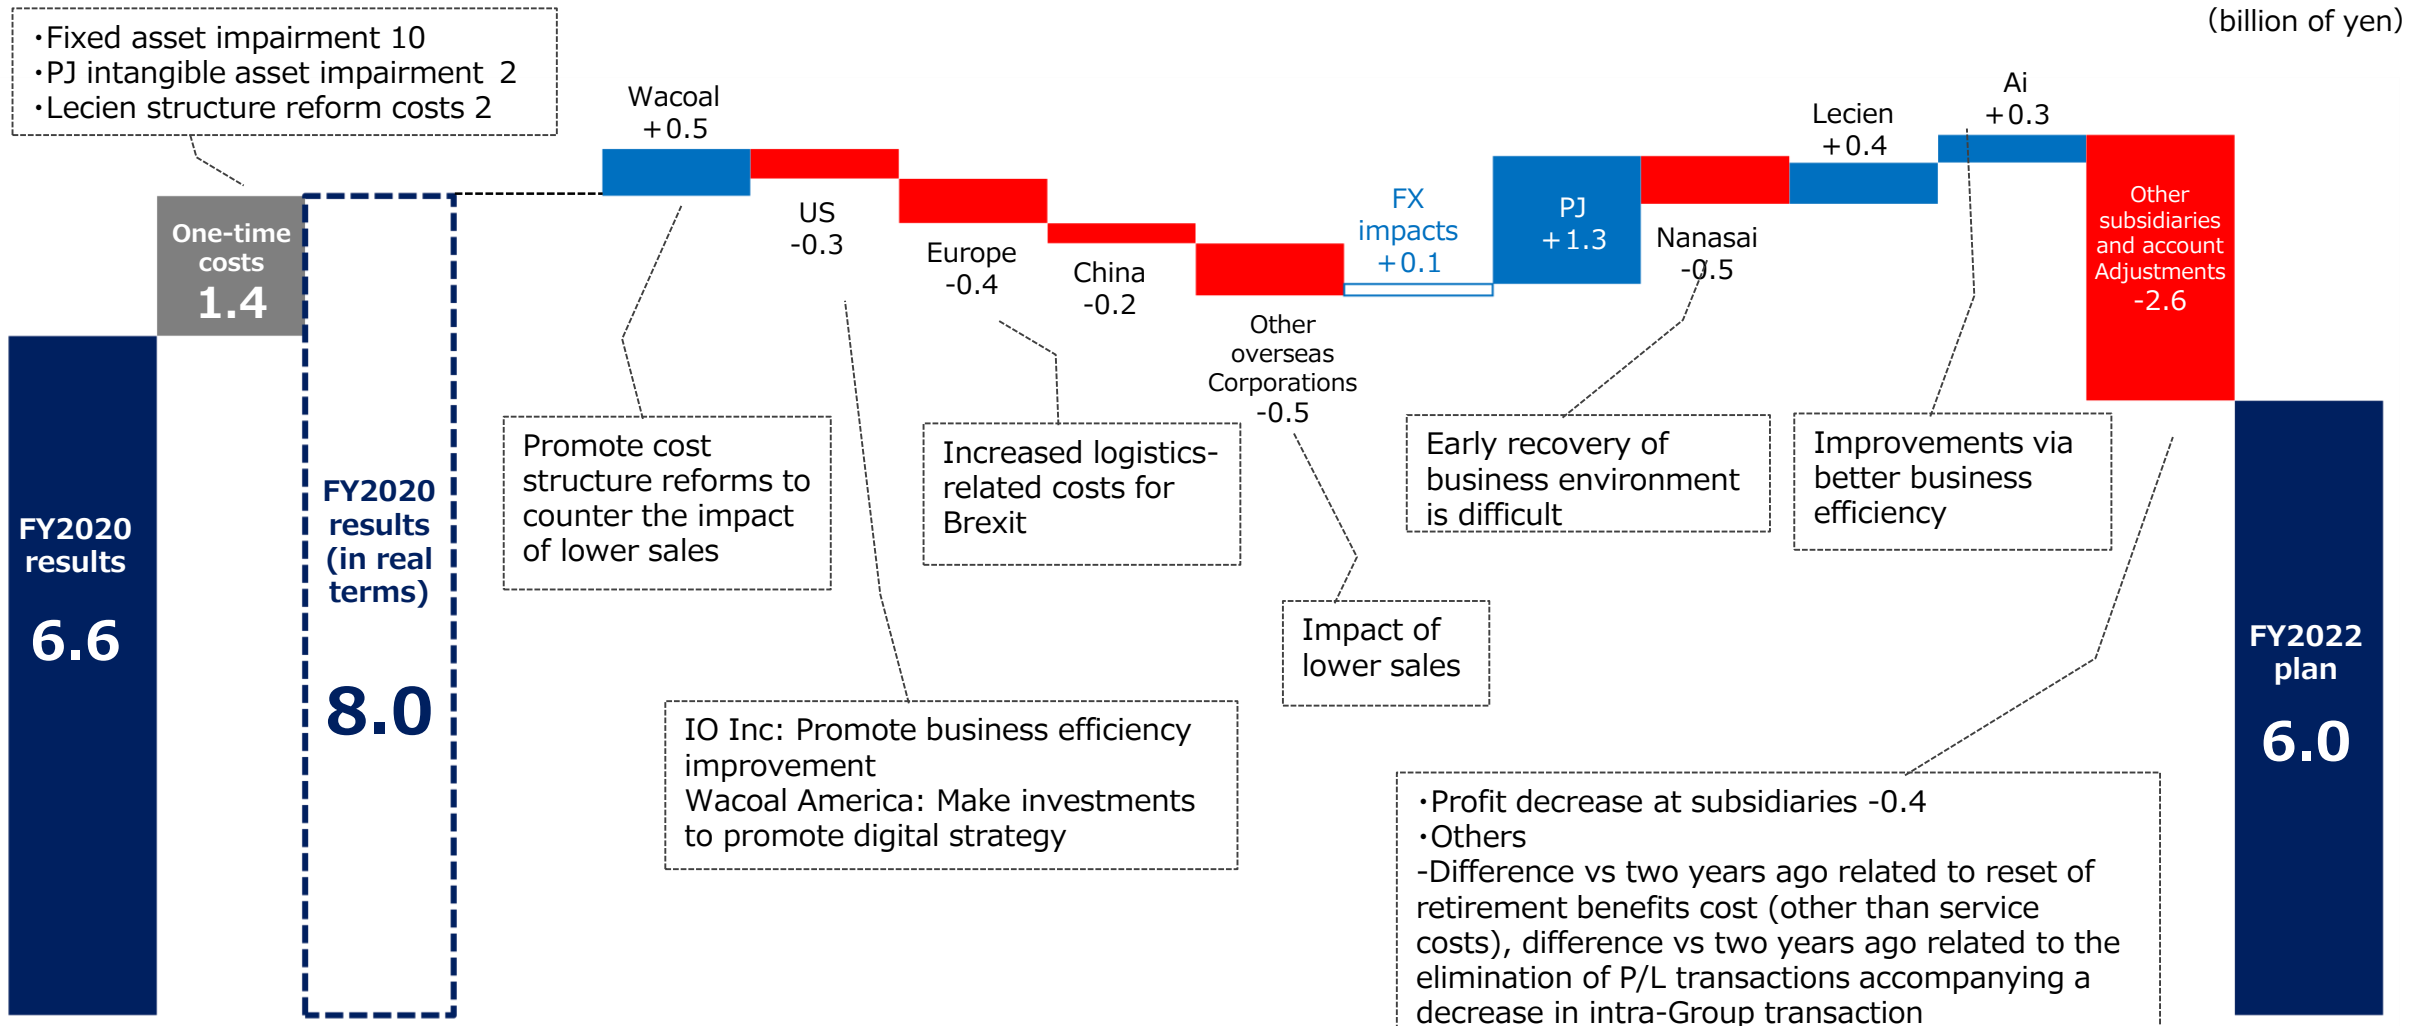 (billion of yen)
・Fixed asset impairment 10
・PJ intangible asset impairment 2
・Lecien structure reform costs 2
FY2020
results
6.6
One-time
costs
1.4
FY2020
results
(in real
terms)
8.0
Wacoal
+0.5
US
-0.3
Europe
-0.4
China
-0.2
Other
overseas
Corporations
-0.5
FX
impacts
+0.1
PJ
+1.3
Nanasai
-0.5
Lecien
+0.4
Ai
+0.3
Other
subsidiaries
and account
Adjustments
-2.6
FY2022
plan
6.0
Promote cost
structure reforms to
counter the impact
of lower sales
IO Inc: Promote business efficiency
improvement
Wacoal America: Make investments
to promote digital strategy
Increased logistics-
related costs for
Brexit
Impact of
lower sales
Early recovery of
business environment
is difficult
Improvements via
better business
efficiency
・Profit decrease at subsidiaries -0.4
・Others
-Difference vs two years ago related to reset of
retirement benefits cost (other than service
costs), difference vs two years ago related to the
elimination of P/L transactions accompanying a
decrease in intra-Group transaction